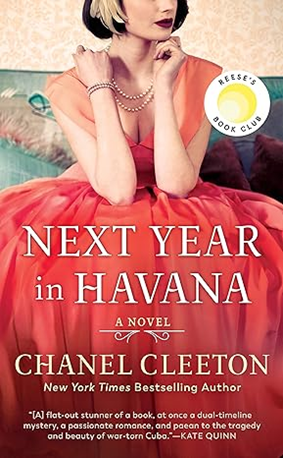 REESE'S
BOOK CLUB
NEXT YEAR
in HAVANA
A NOVEL
CHANEL CLEETON
New York Times Bestselling Author
"[A] flat-out stunner of a book, at once a dual-timeline
mystery, a passionate romance, and paean to the tragedy
and beauty of war-torn Cuba."—KATE QUINN